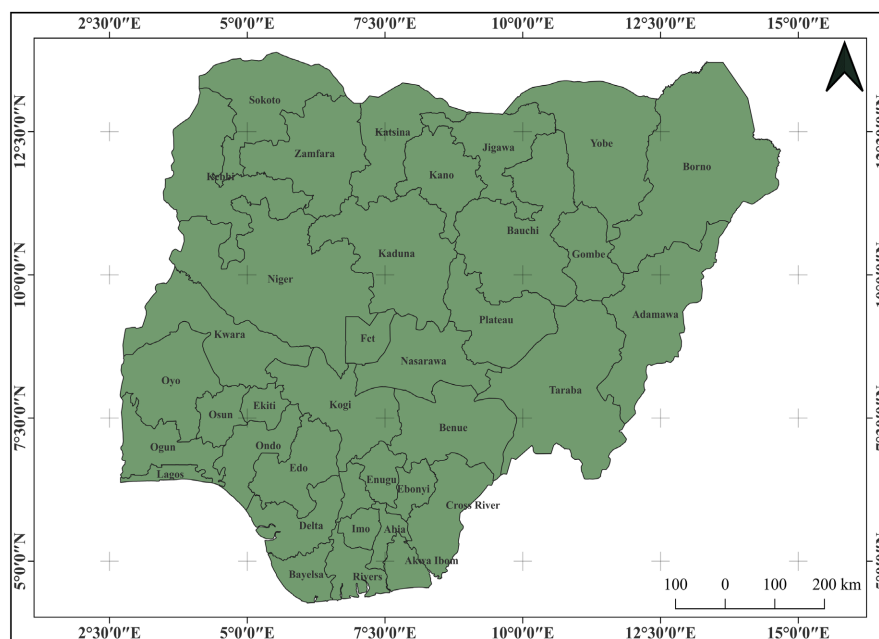 2°30'0"E 5°0'0"E 7°30'0"E 10°0'0"E 12°30'0"E 15°0'0"E
Sokoto
Katsina
12°30'0"N
Jigawa
Yobe
Zamfara
Borno
Kebbi
Kano
Bauchi
Kaduna
Gombe
10°0'0"N
Niger
Adamawa
Plateau
Kwara
Fct
Nasarawa
Oyo
Taraba
Kogi
Ekiti
Osun
7°30'0"N
Benue
Ogun
Ondo
Edo
Lagos
Enugu
Ebonyi
Cross River
Delta
Imo
Abia
5°0'0"N
Akwa Ibom
Bayelsa
Rivers
100 0 100 200 km
2°30'0"E 5°0'0"E 7°30'0"E 10°0'0"E 12°30'0"E 15°0'0"E